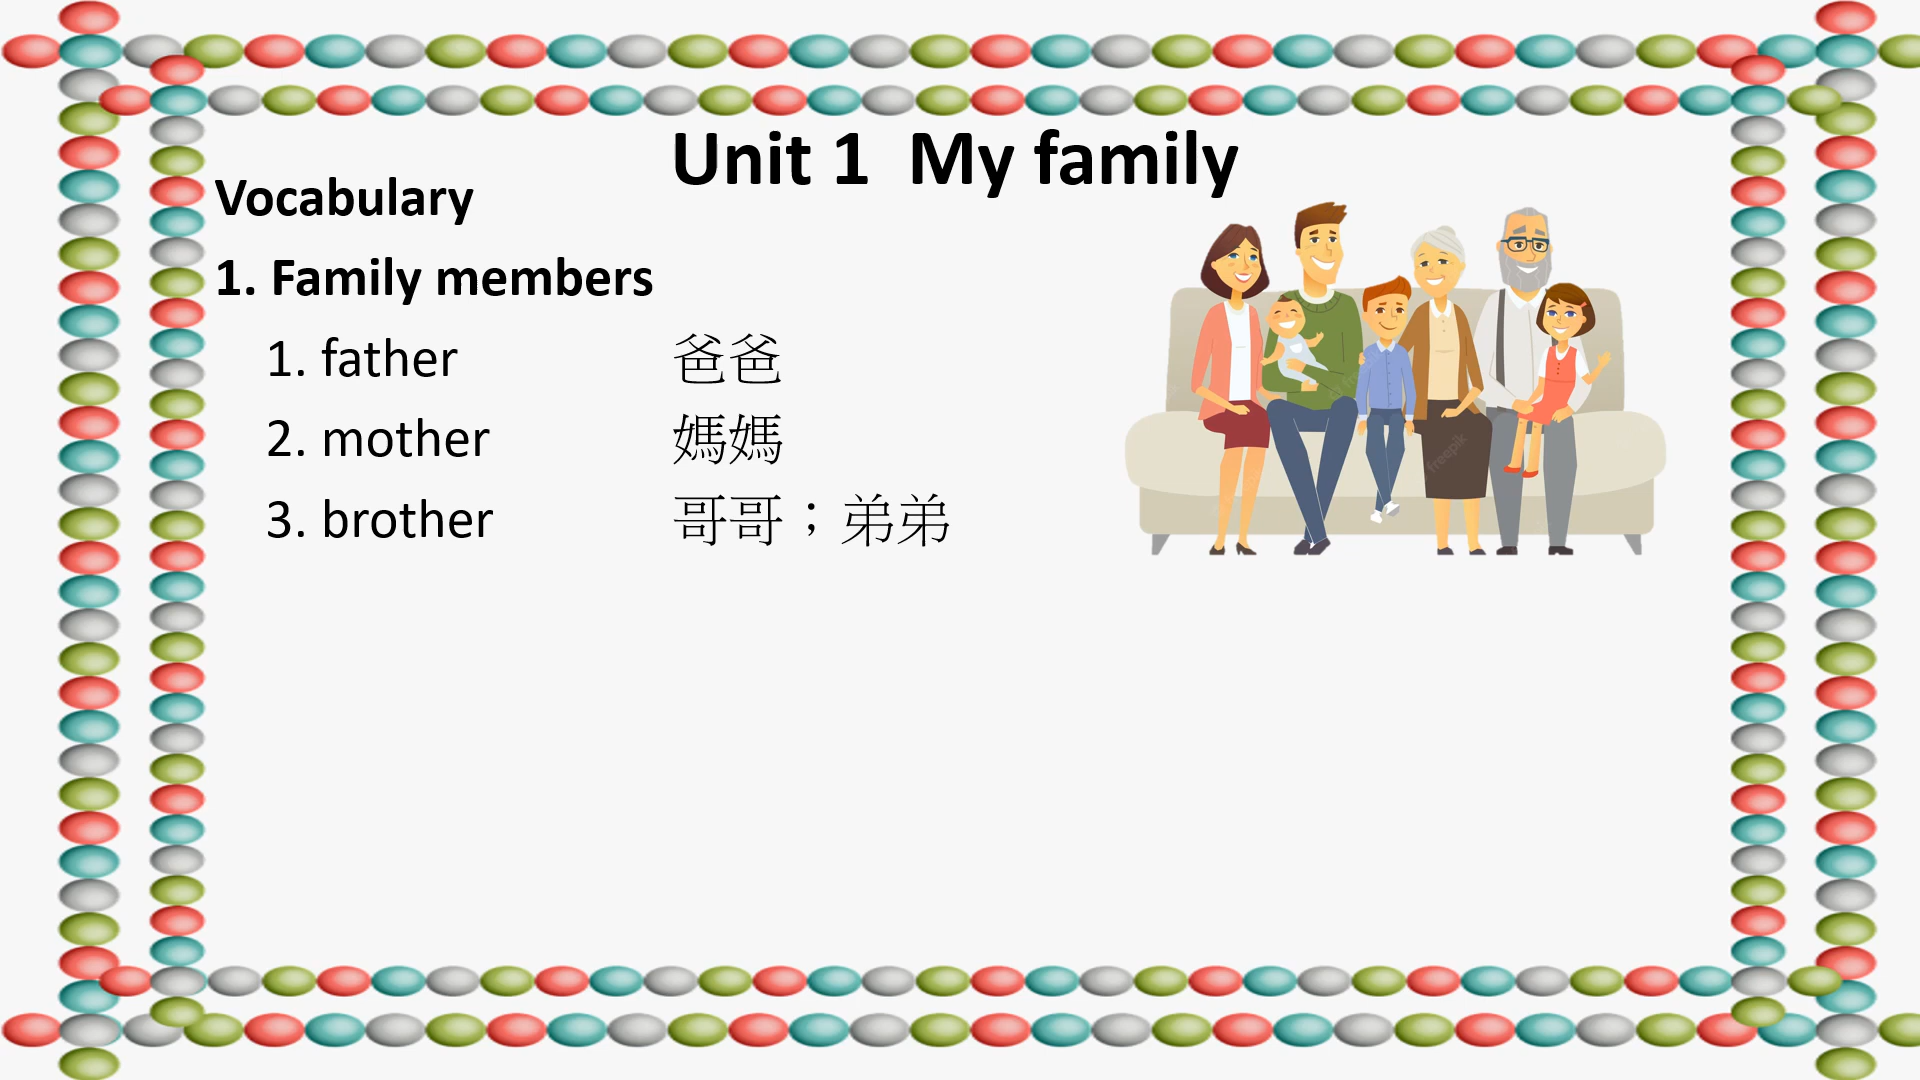 Unit 1  My family
Vocabulary
1. Family members
1. father 爸爸
2. mother 媽媽
3. brother 哥哥；弟弟
freepik